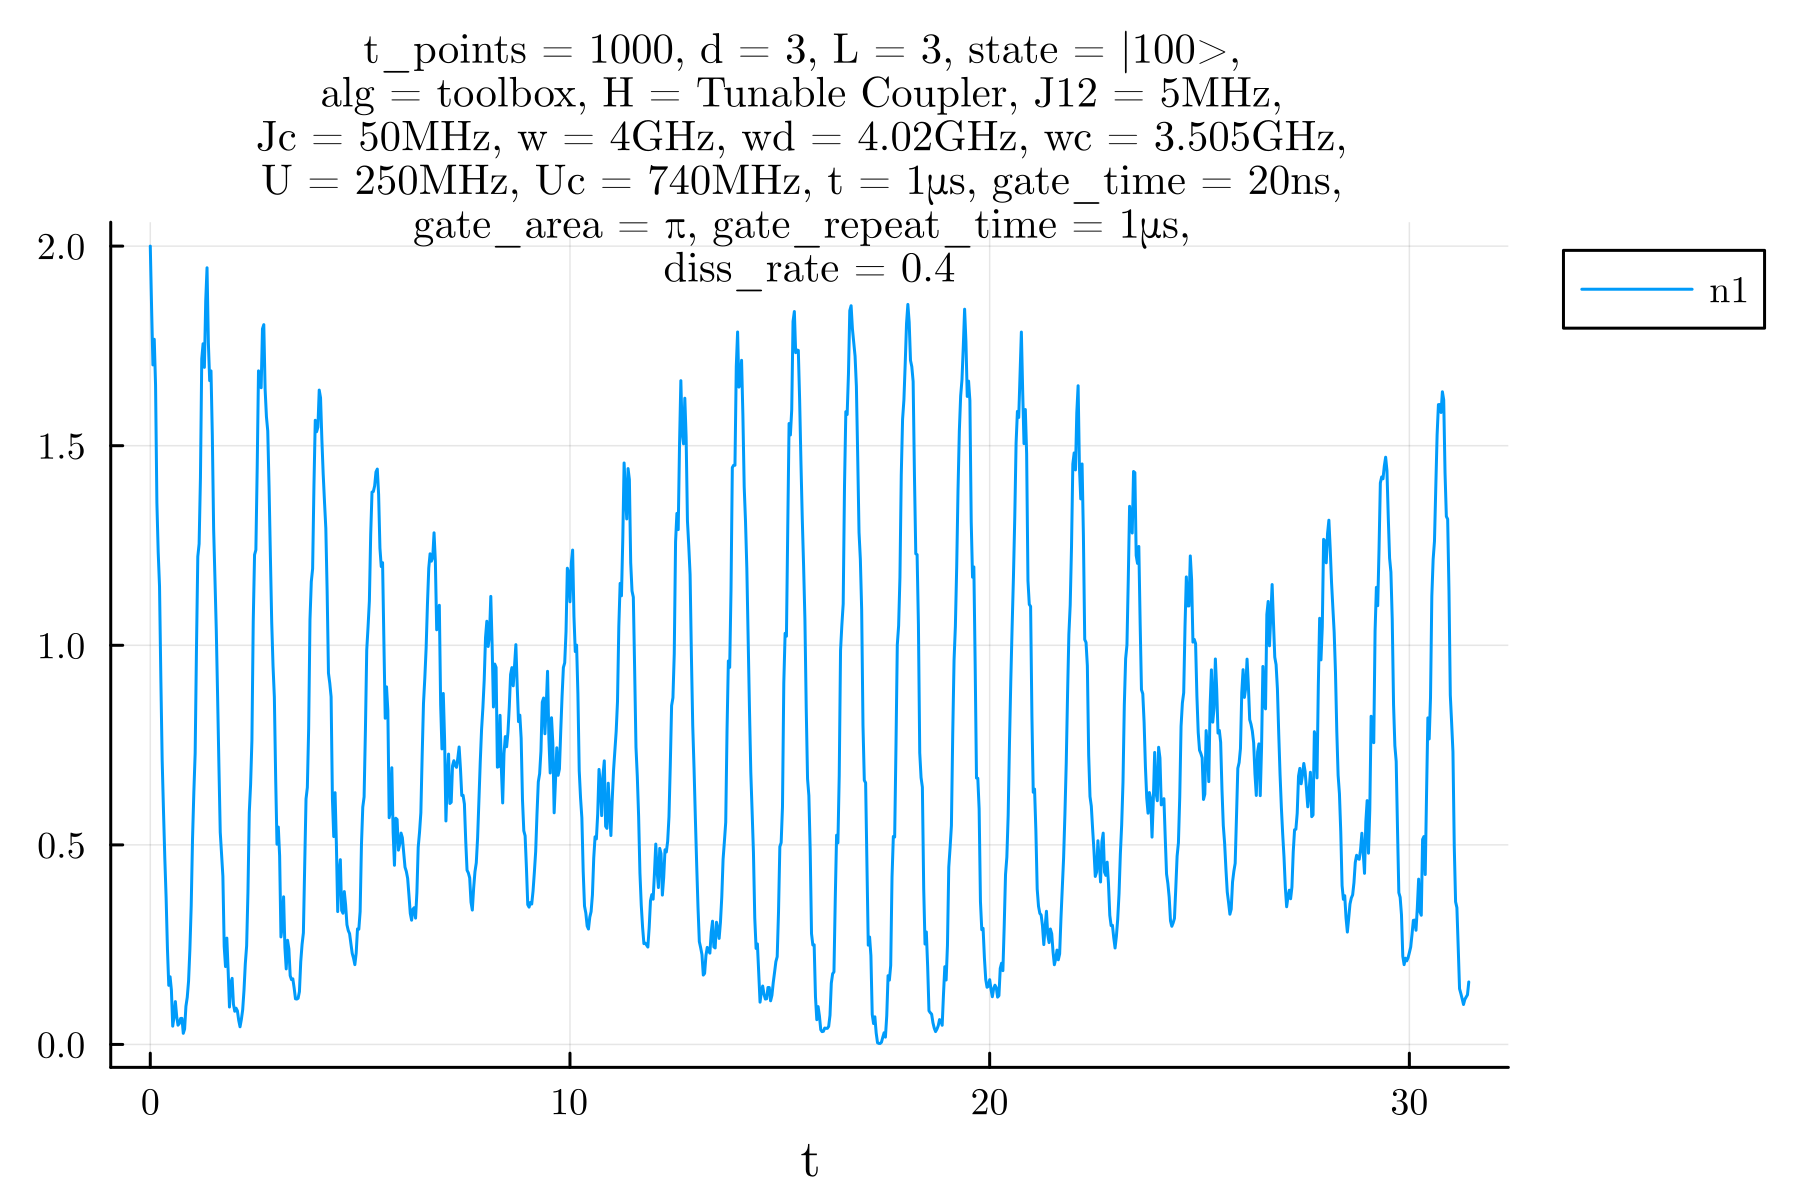 t_points = 1000, d = 3, L = 3, state = |100>,
alg = toolbox, H = Tunable Coupler, J12 = 5MHz,
Jc = 50MHz, w = 4GHz, wd = 4.02GHz, wc = 3.505GHz,
U = 250MHz, Uc = 740MHz, t = 1μs, gate_time = 20ns,
gate_area = π, gate_repeat_time = 1μs,
diss_rate = 0.4
n1
2.0
1.5
1.0
0.5
0.0
0 10 20 30
t